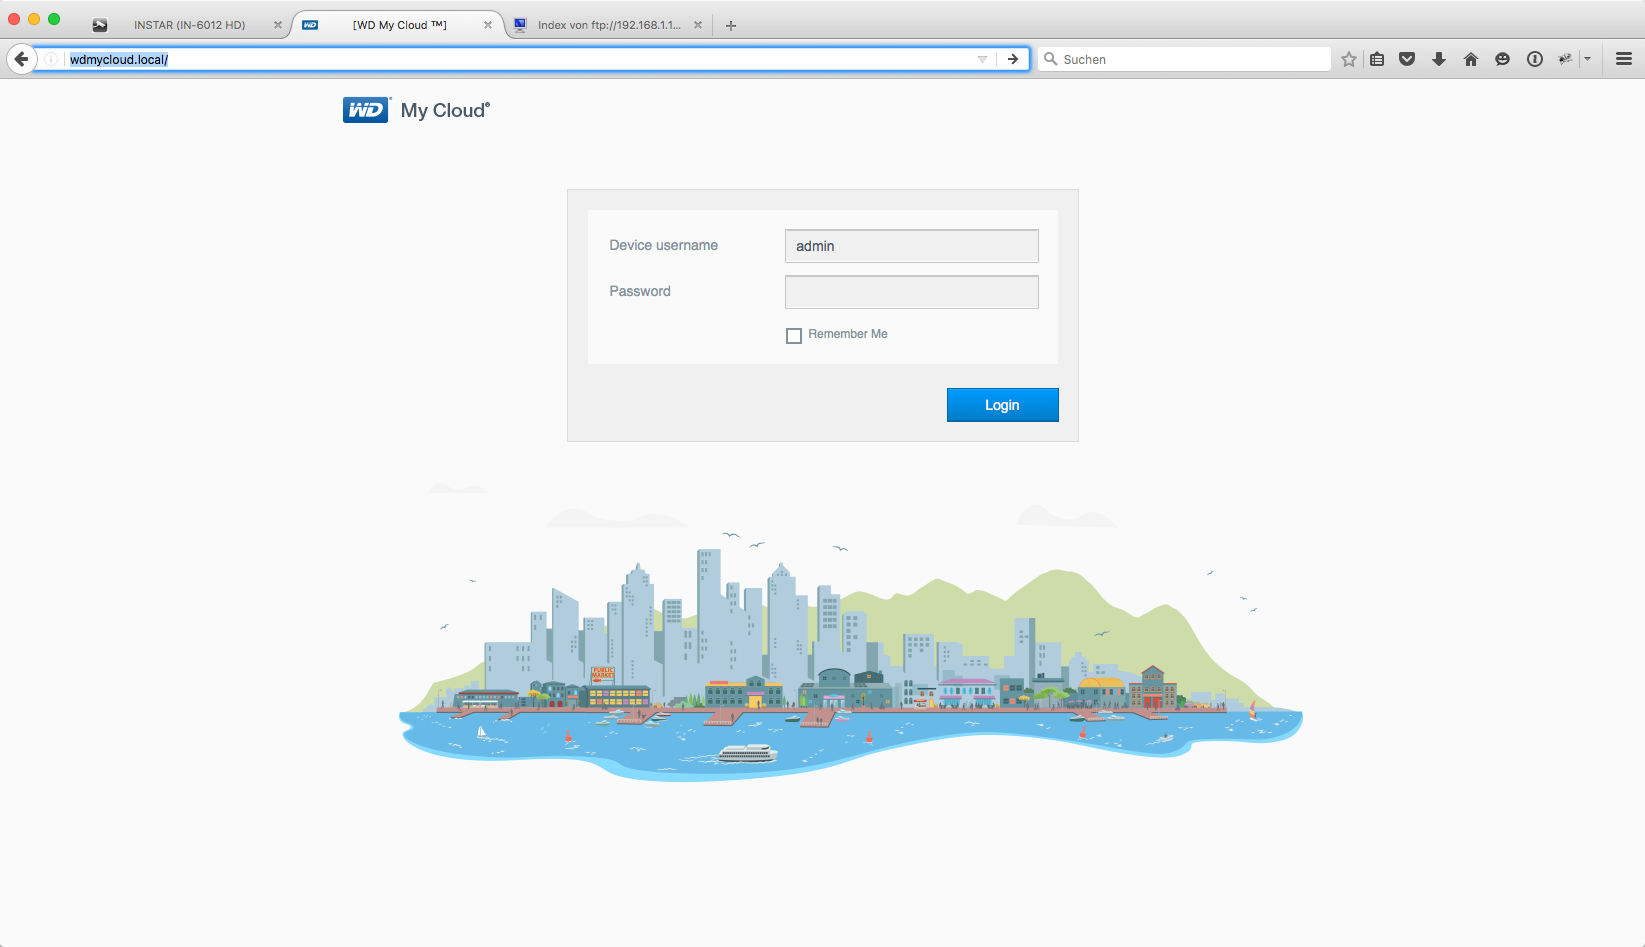 INSTAR (IN-6012 HD)
[WD My Cloud ™]
Index von ftp://192.168.1.1...
wdmycloud.local/
Suchen
WD My Cloud®
Device username
admin
Password
Remember Me
Login
PUBLIC
MARKET